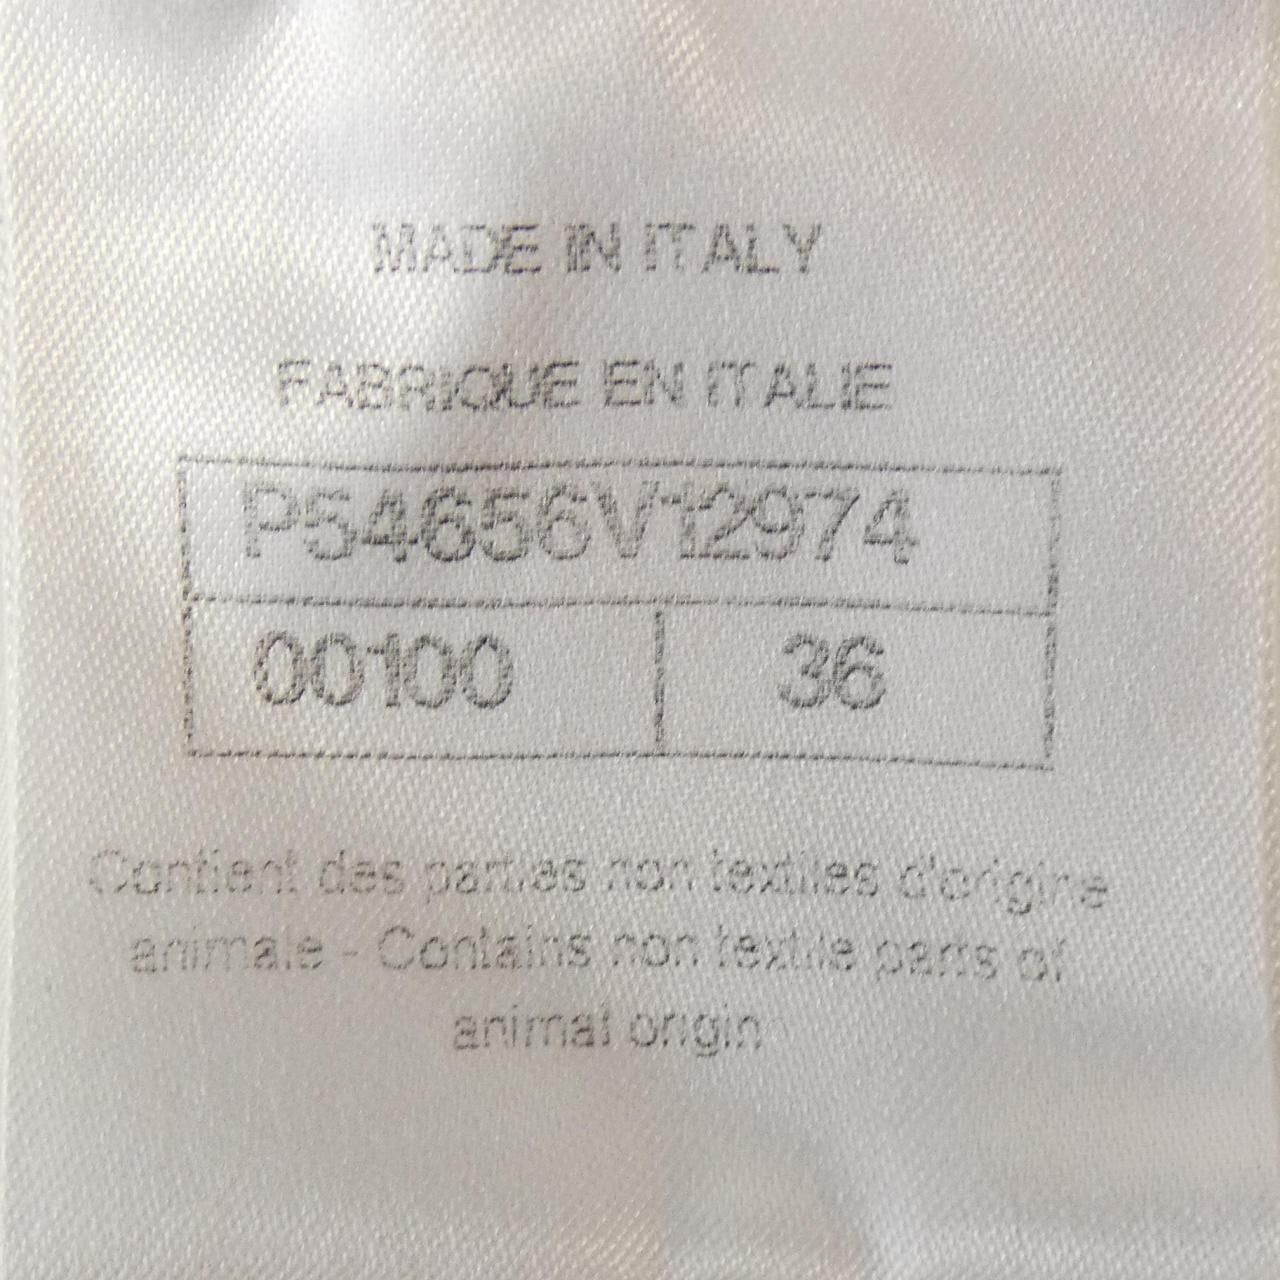 MADE IN ITALY
FABRIQUE EN ITALIE
P54656V12974
00100 36
Contient des parties non textiles d'origine
animale - Contains non textile parts of
animal origin